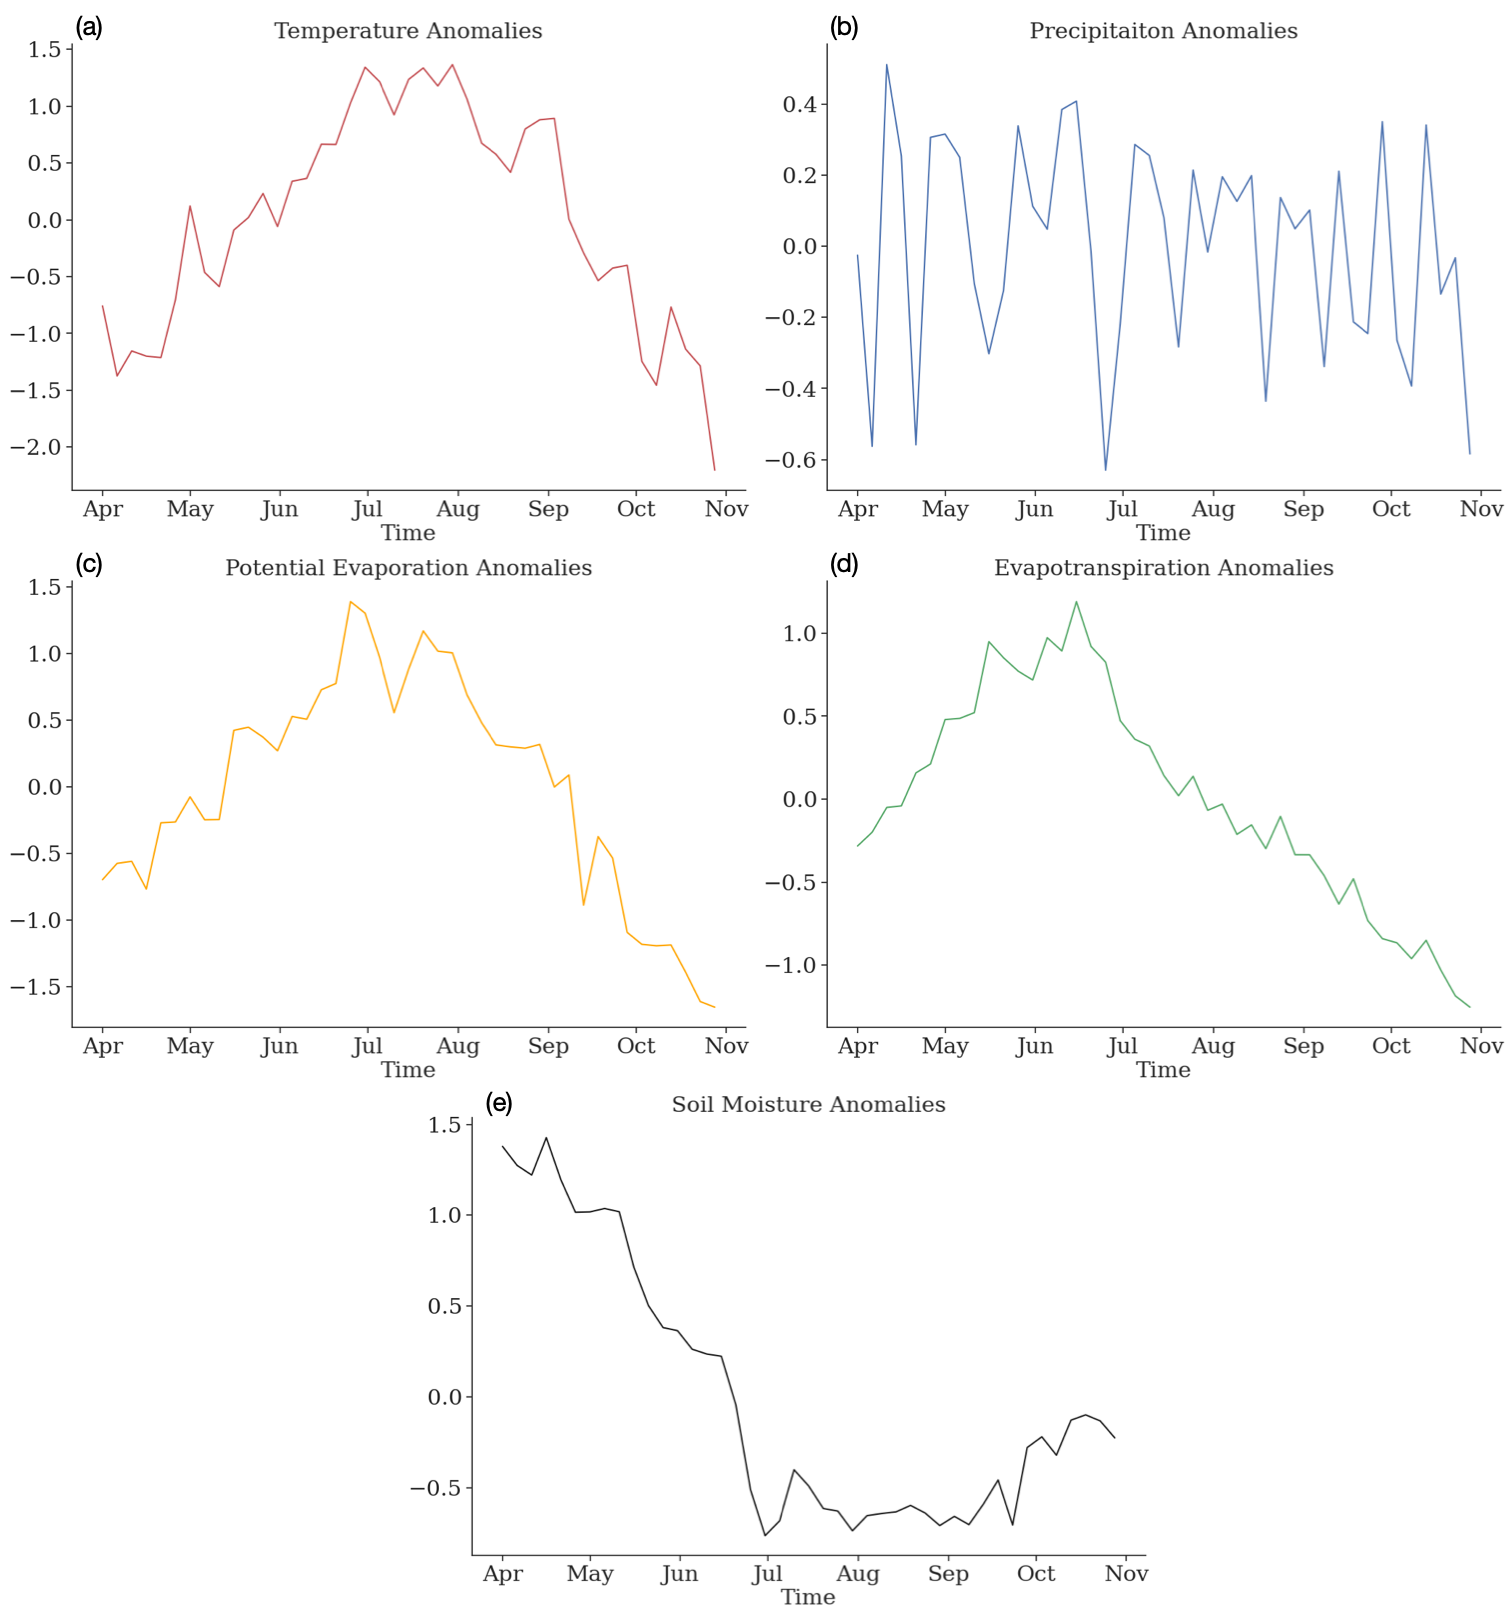 (a) Temperature Anomalies
1.5
1.0
0.5
0.0
−0.5
−1.0
−1.5
−2.0
Apr May Jun Jul Aug Sep Oct Nov
Time
(b) Precipitaiton Anomalies
0.4
0.2
0.0
−0.2
−0.4
−0.6
Apr May Jun Jul Aug Sep Oct Nov
Time
(c) Potential Evaporation Anomalies
1.5
1.0
0.5
0.0
−0.5
−1.0
−1.5
Apr May Jun Jul Aug Sep Oct Nov
Time
(d) Evapotranspiration Anomalies
1.0
0.5
0.0
−0.5
−1.0
Apr May Jun Jul Aug Sep Oct Nov
Time
(e) Soil Moisture Anomalies
1.5
1.0
0.5
0.0
−0.5
Apr May Jun Jul Aug Sep Oct Nov
Time